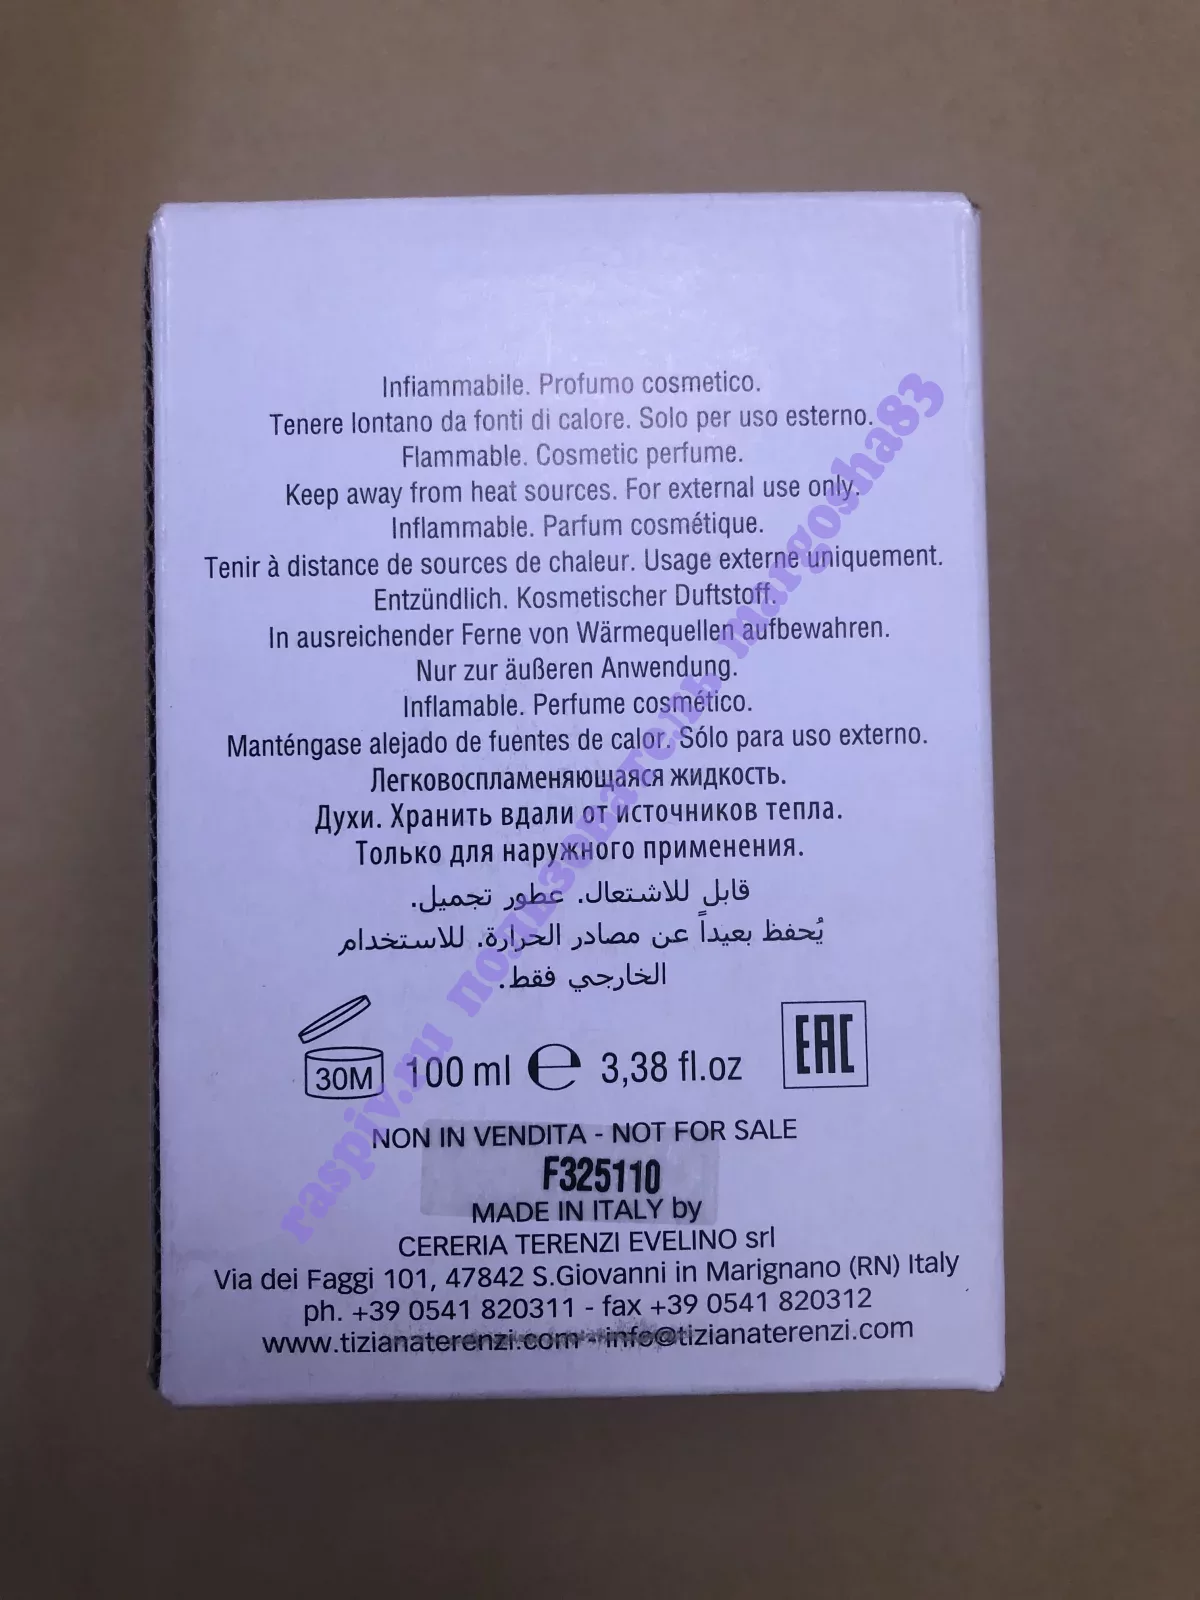 Infiammabile. Profumo cosmetico.
Tenere lontano da fonti di calore. Solo per uso esterno.
Flammable. Cosmetic perfume.
Keep away from heat sources. For external use only.
Inflammable. Parfum cosmétique.
Tenir à distance de sources de chaleur. Usage externe uniquement.
Entzündlich. Kosmetischer Duftstoff.
In ausreichender Ferne von Wärmequellen aufbewahren.
Nur zur äußeren Anwendung.
Inflamable. Perfume cosmético.
Manténgase alejado de fuentes de calor. Sólo para uso externo.
Легковоспламеняющаяся жидкость.
Духи. Хранить вдали от источников тепла.
Только для наружного применения.
قابل للاشتعال. عطور تجميل.
يُحفظ بعيداً عن مصادر الحرارة. للاستخدام
الخارجي فقط.
30M 100 ml e 3,38 fl.oz EAC
NON IN VENDITA - NOT FOR SALE
F325110
MADE IN ITALY by
CERERIA TERENZI EVELINO srl
Via dei Faggi 101, 47842 S.Giovanni in Marignano (RN) Italy
ph. +39 0541 820311 - fax +39 0541 820312
www.tizianaterenzi.com - info@tizianaterenzi.com
raspiv.ru пользователь margosha83